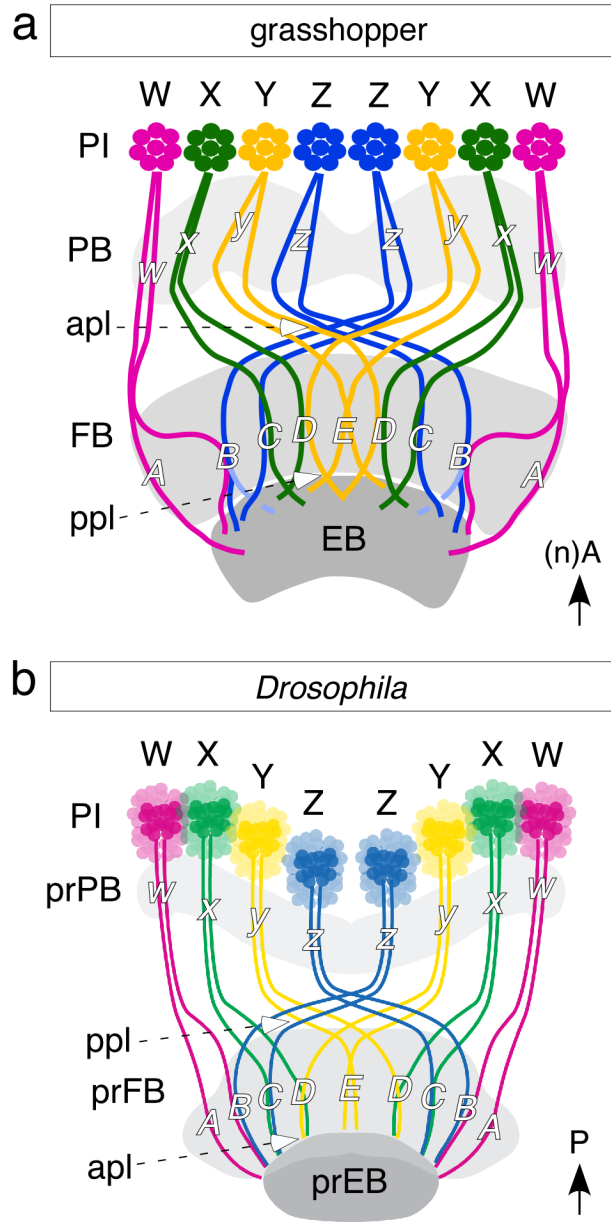 a
grasshopper
W X Y Z Z Y X W
PI
PB
w x y z z y x w
apl
FB
A B C D E D C B A
ppl
EB
(n)A
b
Drosophila
W X Y Z Z Y X W
PI
prPB
w x y z z y x w
ppl
prFB
A B C D E D C B A
apl
prEB
P